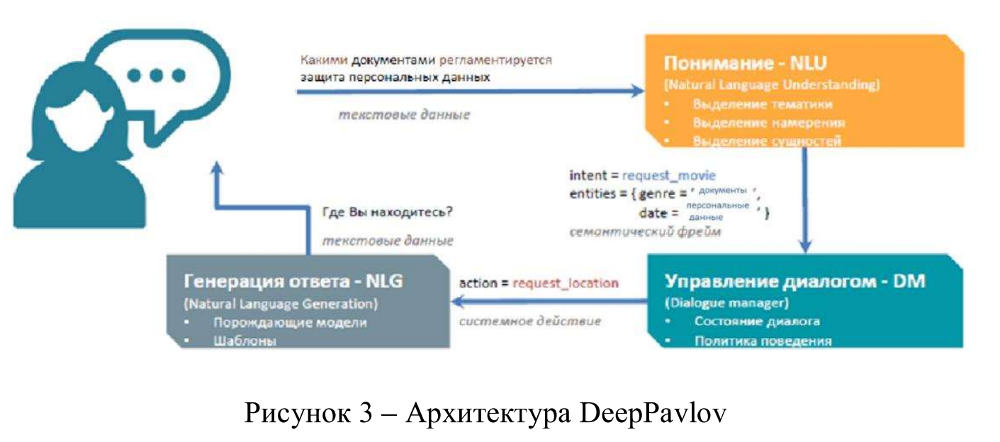 Какими документами регламентируется
защита персональных данных
текстовые данные
Понимание - NLU
(Natural Language Understanding)
• Выделение тематики
• Выделение намерения
• Выделение сущностей
intent = request_movie
entities = { genre = ' документы ',
date = персональные данные ' }
семантический фрейм
Где Вы находитесь?
текстовые данные
Генерация ответа - NLG
(Natural Language Generation)
• Порождающие модели
• Шаблоны
action = request_location
системное действие
Управление диалогом - DM
(Dialogue manager)
• Состояние диалога
• Политика поведения
Рисунок 3 – Архитектура DeepPavlov